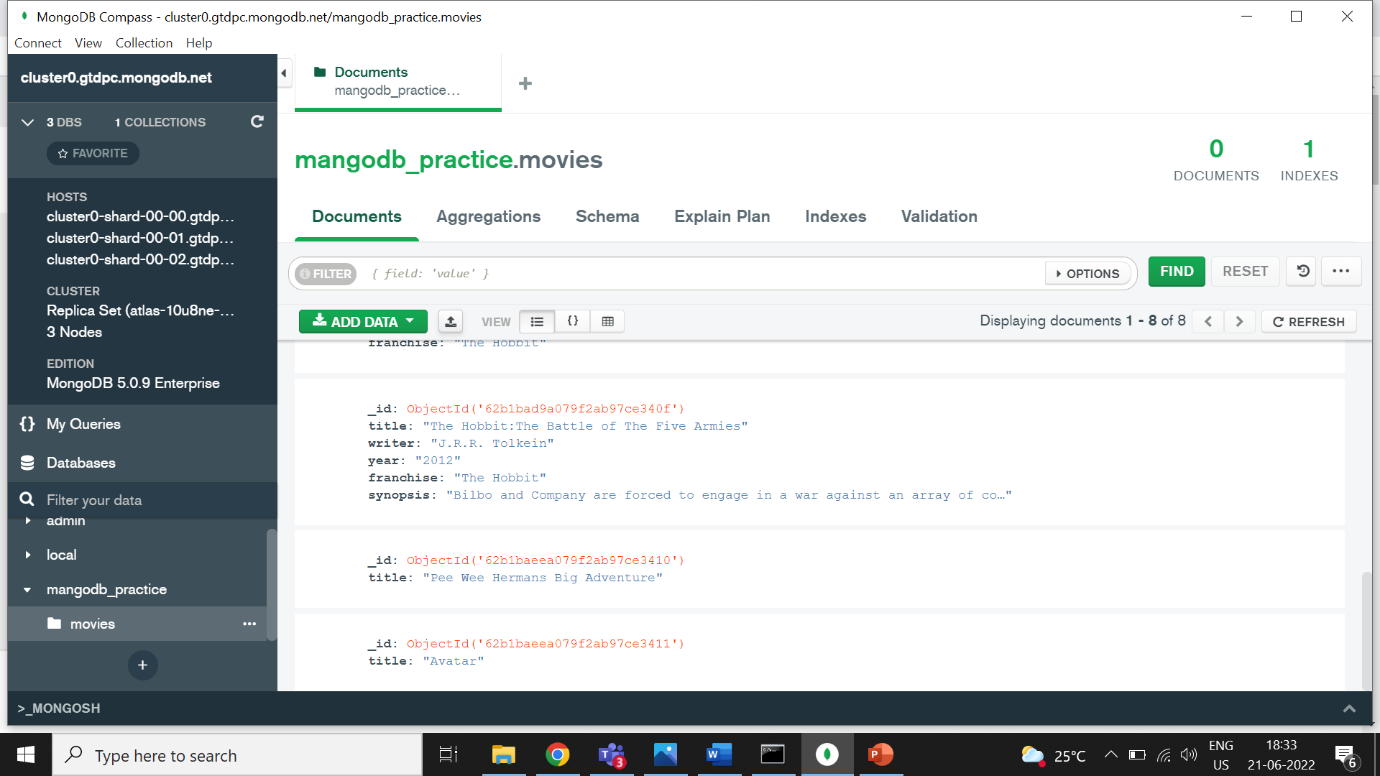 MongoDB Compass - cluster0.gtdpc.mongodb.net/mangodb_practice.movies
Connect View Collection Help
cluster0.gtdpc.mongodb.net
3 DBS 1 COLLECTIONS
FAVORITE
HOSTS
cluster0-shard-00-00.gtdp...
cluster0-shard-00-01.gtdp...
cluster0-shard-00-02.gtdp...
CLUSTER
Replica Set (atlas-10u8ne-...
3 Nodes
EDITION
MongoDB 5.0.9 Enterprise
{} My Queries
Databases
Filter your data
admin
local
mangodb_practice
movies
Documents
mangodb_practice...
mangodb_practice.movies
0
DOCUMENTS
1
INDEXES
Documents Aggregations Schema Explain Plan Indexes Validation
FILTER { field: 'value' } OPTIONS FIND RESET
ADD DATA VIEW {} Displaying documents 1 - 8 of 8 REFRESH
franchise: "The Hobbit"
_id: ObjectId('62b1bad9a079f2ab97ce340f')
title: "The Hobbit:The Battle of The Five Armies"
writer: "J.R.R. Tolkein"
year: "2012"
franchise: "The Hobbit"
synopsis: "Bilbo and Company are forced to engage in a war against an array of co…"
_id: ObjectId('62b1baeea079f2ab97ce3410')
title: "Pee Wee Hermans Big Adventure"
_id: ObjectId('62b1baeea079f2ab97ce3411')
title: "Avatar"
>_MONGOSH
Type here to search
3
25°C
ENG
US
18:33
21-06-2022
6